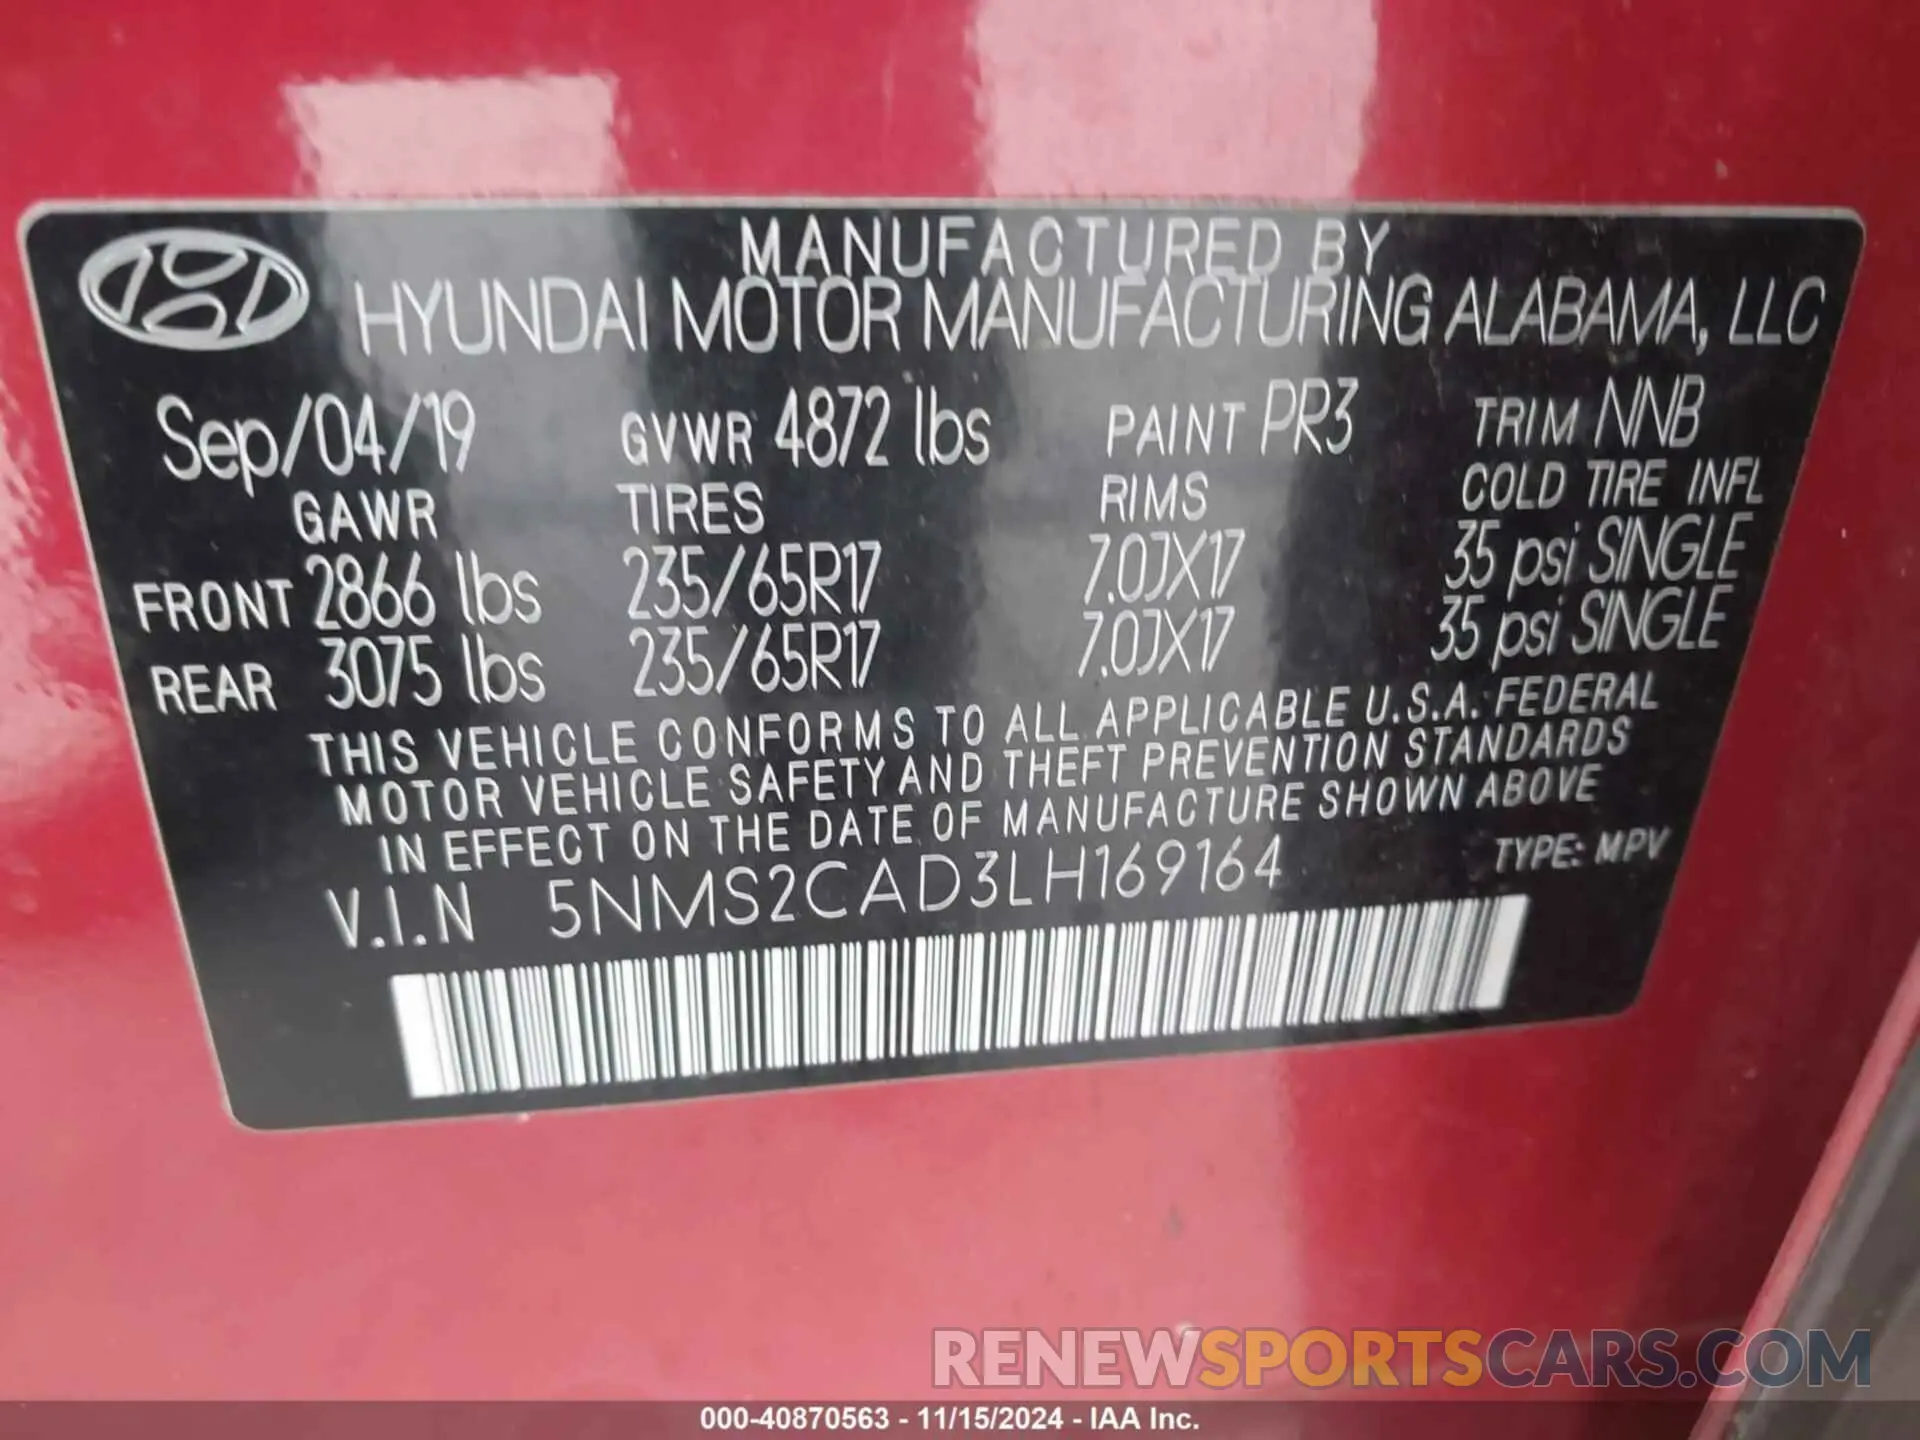 MANUFACTURED BY
HYUNDAI MOTOR MANUFACTURING ALABAMA, LLC
Sep/04/19 GVWR 4872 lbs PAINT PR3 TRIM NNB
GAWR TIRES RIMS COLD TIRE INFL
FRONT 2866 lbs 235/65R17 7.0JX17 35 psi SINGLE
REAR 3075 lbs 235/65R17 7.0JX17 35 psi SINGLE
THIS VEHICLE CONFORMS TO ALL APPLICABLE U.S.A. FEDERAL
MOTOR VEHICLE SAFETY AND THEFT PREVENTION STANDARDS
IN EFFECT ON THE DATE OF MANUFACTURE SHOWN ABOVE
V.I.N 5NMS2CAD3LH169164 TYPE: MPV
RENEWSPORTSCARS.COM
000-40870563 - 11/15/2024 - IAA Inc.